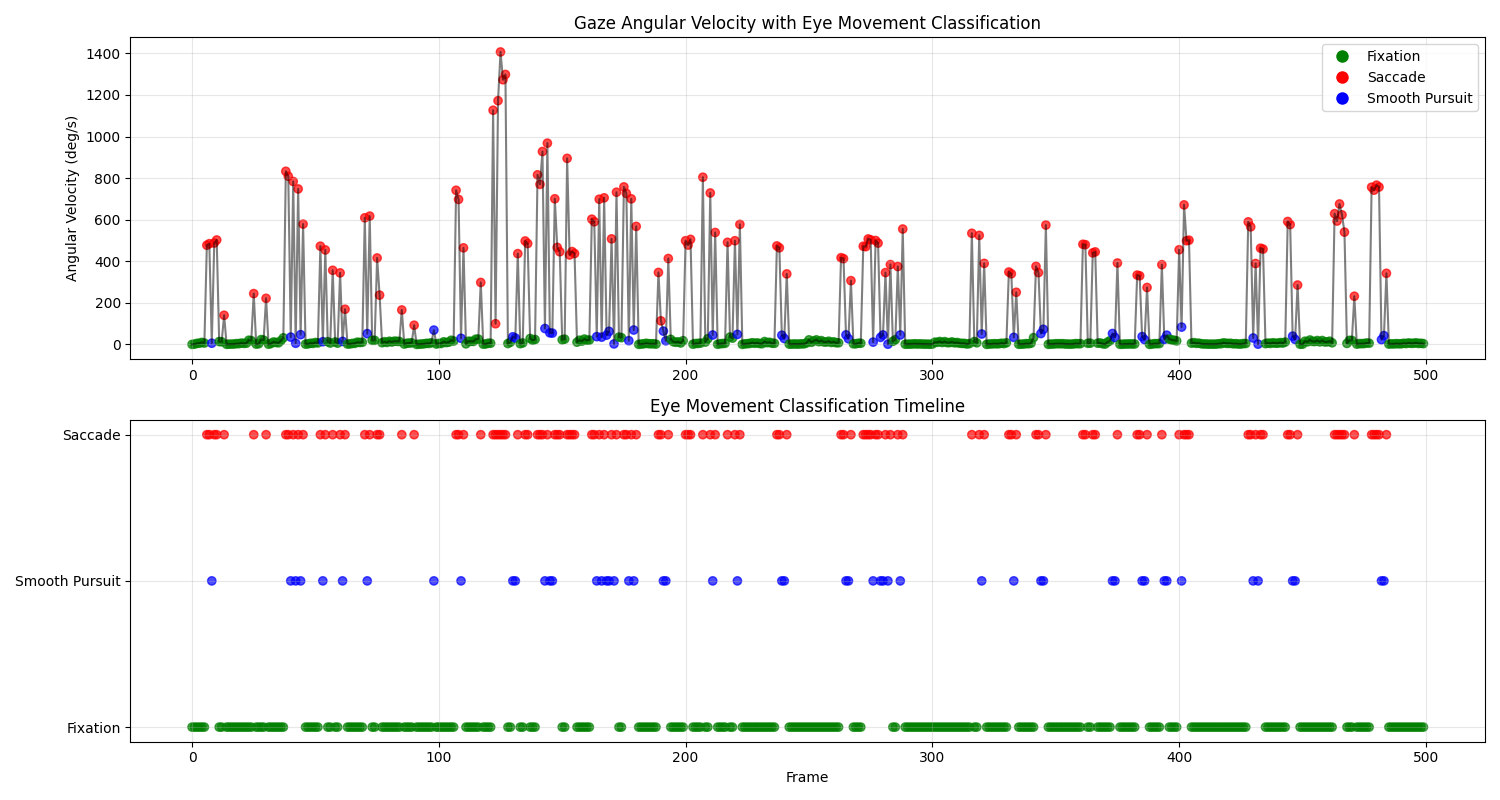 Gaze Angular Velocity with Eye Movement Classification
Angular Velocity (deg/s)
1400
1200
1000
800
600
400
200
0
Fixation
Saccade
Smooth Pursuit
0 100 200 300 400 500
Eye Movement Classification Timeline
Saccade
Smooth Pursuit
Fixation
0 100 200 300 400 500
Frame